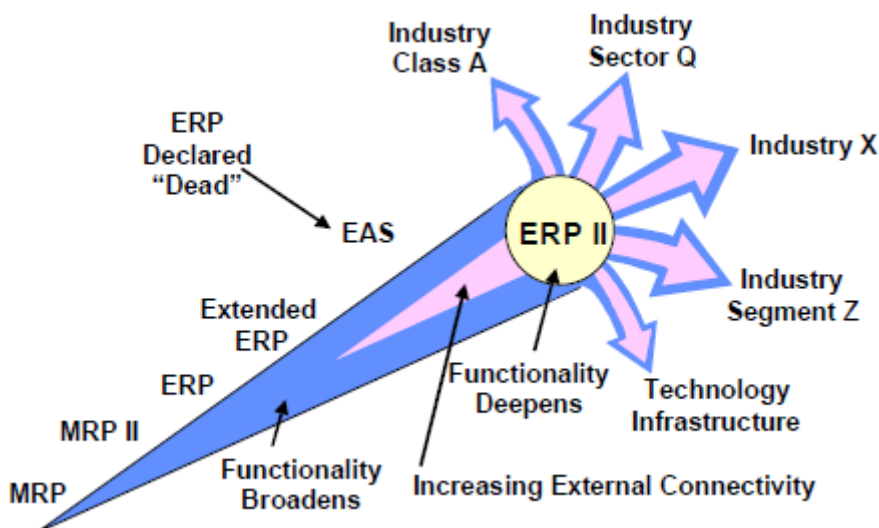 Industry
Class A
Industry
Sector Q
ERP
Declared
“Dead”
Industry X
EAS
ERP II
Industry
Segment Z
Extended
ERP
ERP
Functionality
Deepens
Technology
Infrastructure
MRP II
Functionality
Broadens
Increasing External Connectivity
MRP